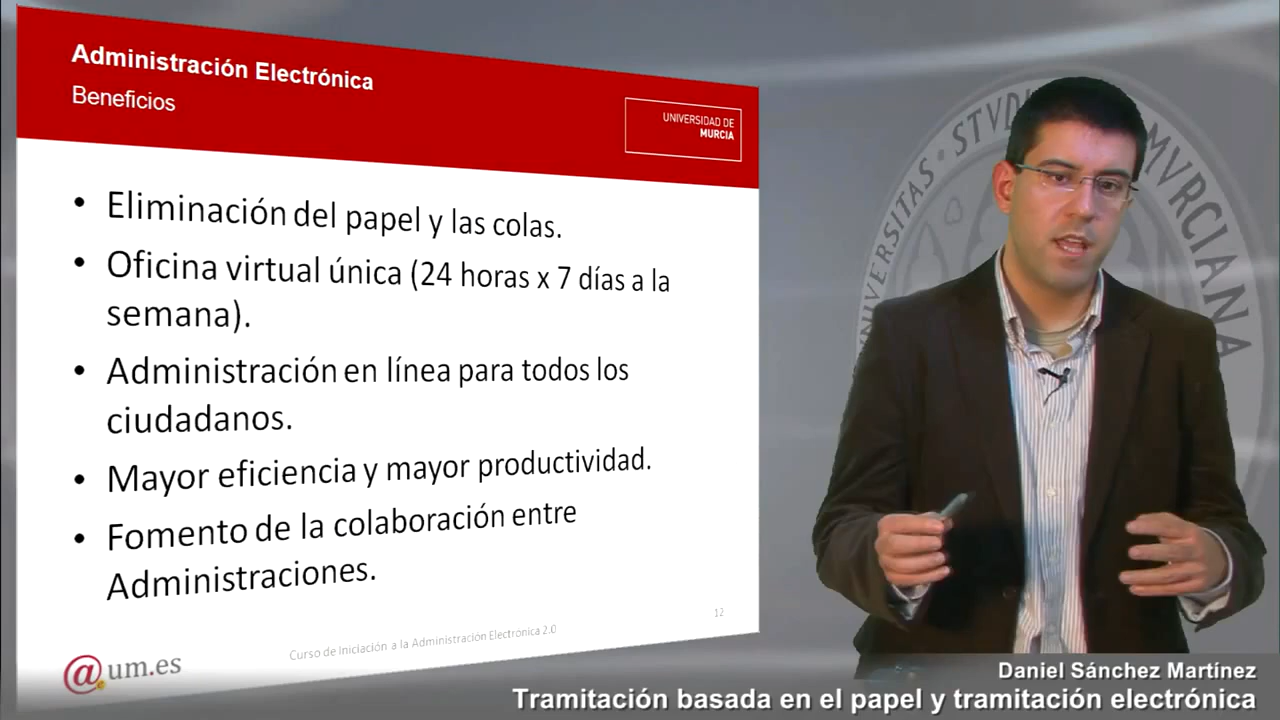 Administración Electrónica
Beneficios
UNIVERSIDAD DE
MURCIA
• Eliminación del papel y las colas.
• Oficina virtual única (24 horas x 7 días a la
semana).
• Administración en línea para todos los
ciudadanos.
• Mayor eficiencia y mayor productividad.
• Fomento de la colaboración entre
Administraciones.
12
Curso de Iniciación a la Administración Electrónica 2.0
@um.es
VNIVERSITAS · STVDI MVRCIANA
Daniel Sánchez Martínez
Tramitación basada en el papel y tramitación electrónica